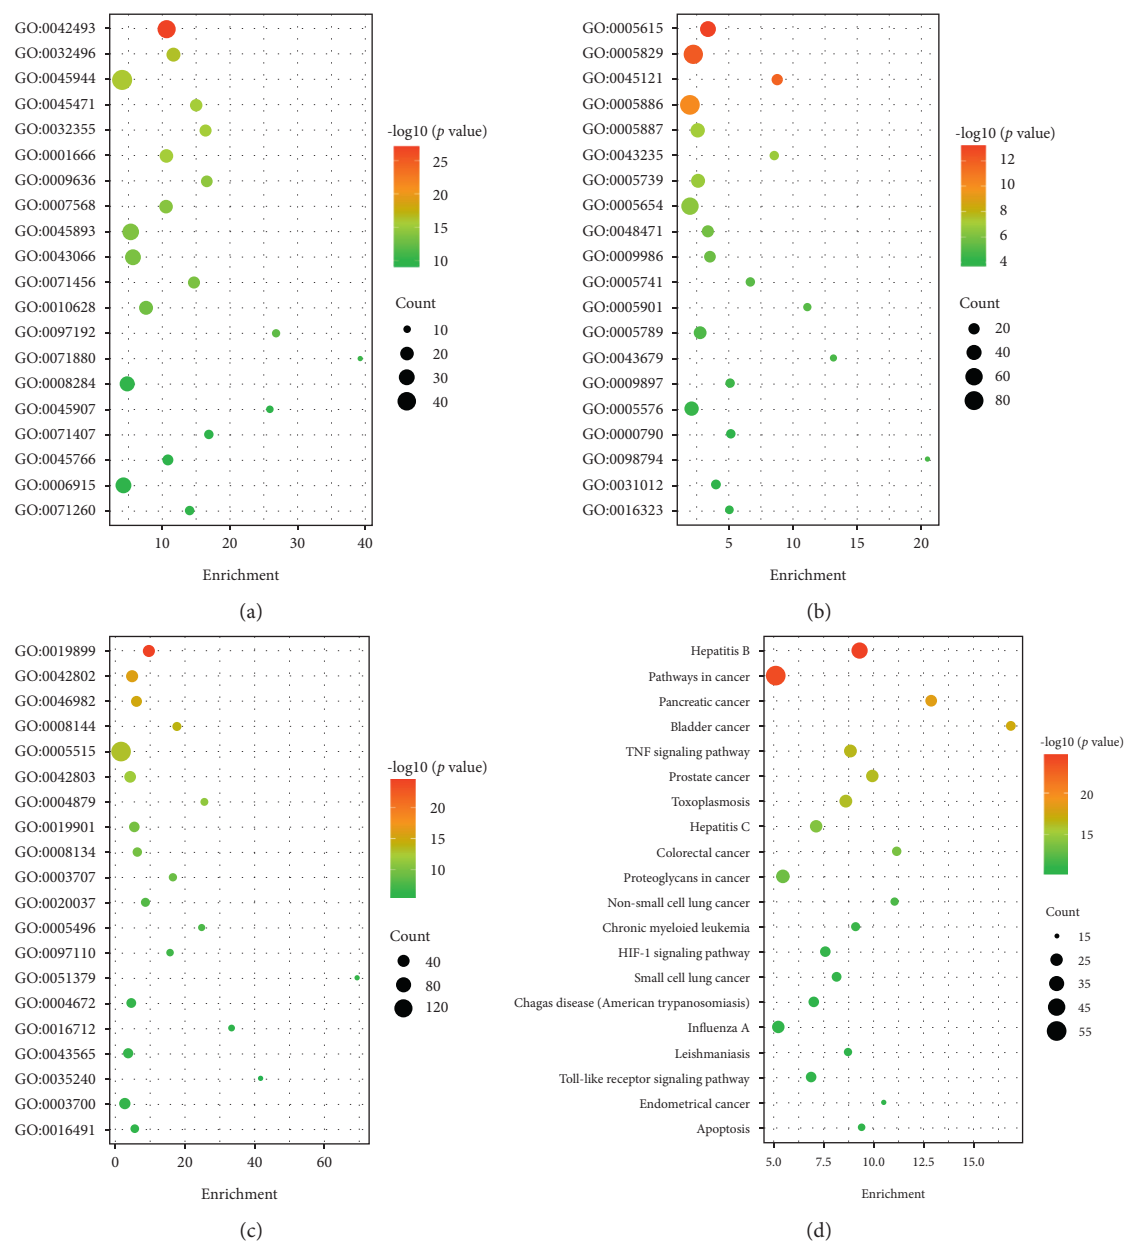 GO:0042493
GO:0032496
GO:0045944
GO:0045471
GO:0032355
GO:0001666
GO:0009636
GO:0007568
GO:0045893
GO:0043066
GO:0071456
GO:0010628
GO:0097192
GO:0071880
GO:0008284
GO:0045907
GO:0071407
GO:0045766
GO:0006915
GO:0071260
10 20 30 40
Enrichment
-log10 (p value)
25
20
15
10
Count
10
20
30
40
(a)
GO:0005615
GO:0005829
GO:0045121
GO:0005886
GO:0005887
GO:0043235
GO:0005739
GO:0005654
GO:0048471
GO:0009986
GO:0005741
GO:0005901
GO:0005789
GO:0043679
GO:0009897
GO:0005576
GO:0000790
GO:0098794
GO:0031012
GO:0016323
5 10 15 20
Enrichment
-log10 (p value)
12
10
8
6
4
Count
20
40
60
80
(b)
GO:0019899
GO:0042802
GO:0046982
GO:0008144
GO:0005515
GO:0042803
GO:0004879
GO:0019901
GO:0008134
GO:0003707
GO:0020037
GO:0005496
GO:0097110
GO:0051379
GO:0004672
GO:0016712
GO:0043565
GO:0035240
GO:0003700
GO:0016491
0 20 40 60
Enrichment
-log10 (p value)
20
15
10
Count
40
80
120
(c)
Hepatitis B
Pathways in cancer
Pancreatic cancer
Bladder cancer
TNF signaling pathway
Prostate cancer
Toxoplasmosis
Hepatitis C
Colorectal cancer
Proteoglycans in cancer
Non-small cell lung cancer
Chronic myeloied leukemia
HIF-1 signaling pathway
Small cell lung cancer
Chagas disease (American trypanosomiasis)
Influenza A
Leishmaniasis
Toll-like receptor signaling pathway
Endometrical cancer
Apoptosis
5.0 7.5 10.0 12.5 15.0
Enrichment
-log10 (p value)
20
15
Count
15
25
35
45
55
(d)